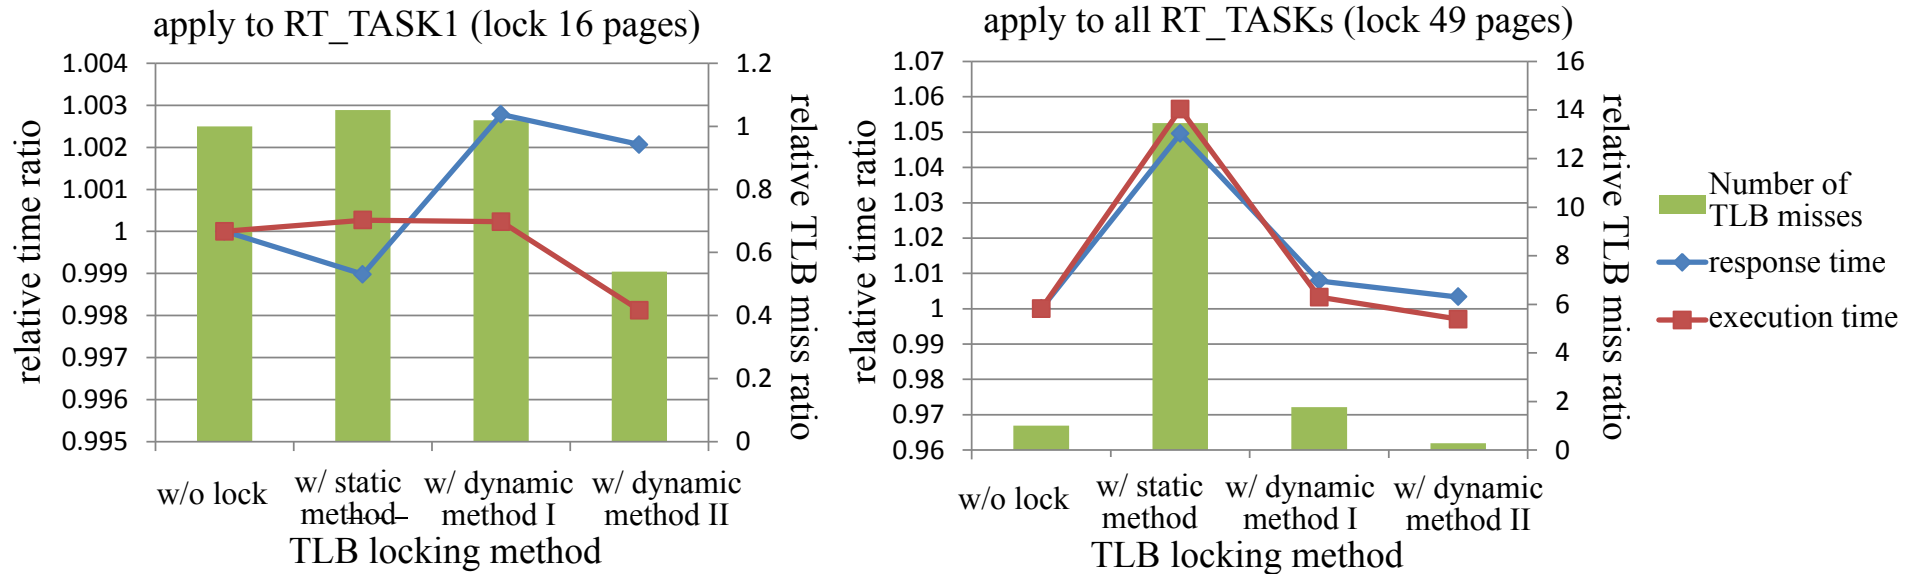 apply to RT_TASK1 (lock 16 pages)
relative time ratio
1.004
1.003
1.002
1.001
1
0.999
0.998
0.997
0.996
0.995
1.2
1
0.8
0.6
0.4
0.2
0
relative TLB miss ratio
w/o lock
w/ static
method
w/ dynamic
method I
w/ dynamic
method II
TLB locking method
apply to all RT_TASKs (lock 49 pages)
relative time ratio
1.07
1.06
1.05
1.04
1.03
1.02
1.01
1
0.99
0.98
0.97
0.96
16
14
12
10
8
6
4
2
0
relative TLB miss ratio
w/o lock
w/ static
method
w/ dynamic
method I
w/ dynamic
method II
TLB locking method
Number of
TLB misses
response time
execution time